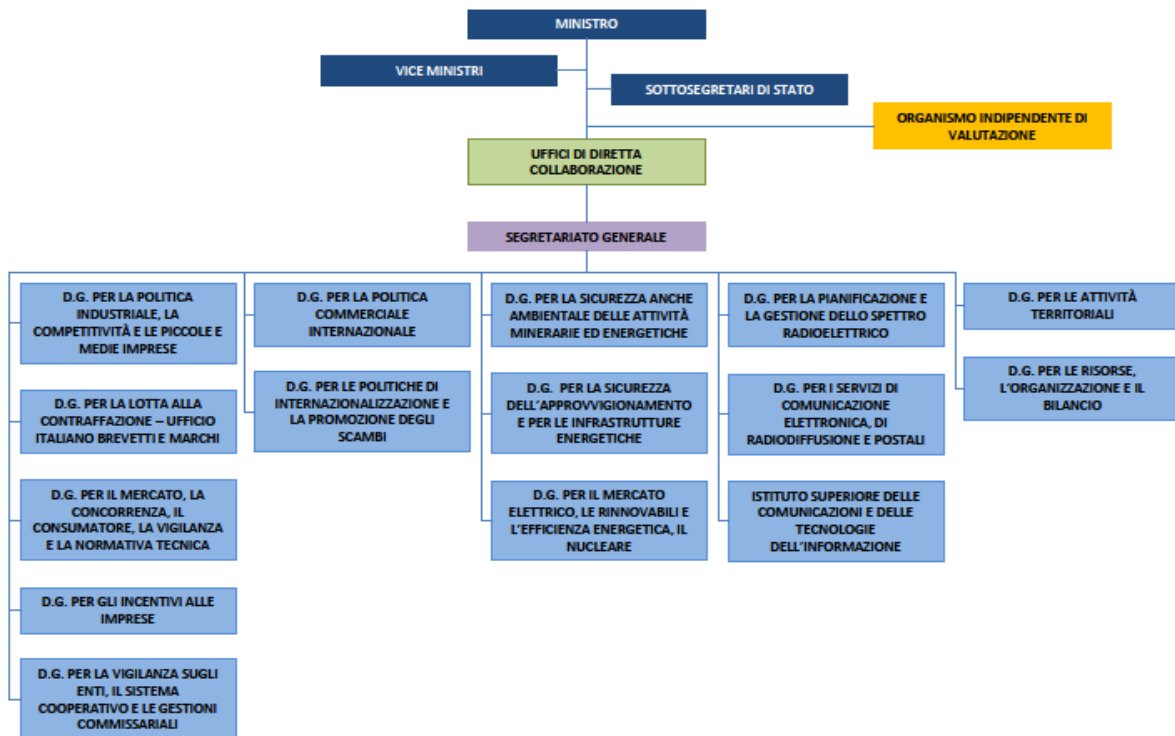 MINISTRO
VICE MINISTRI
SOTTOSEGRETARI DI STATO
ORGANISMO INDIPENDENTE DI
VALUTAZIONE
UFFICI DI DIRETTA
COLLABORAZIONE
SEGRETARIATO GENERALE
D.G. PER LA POLITICA
INDUSTRIALE, LA
COMPETITIVITÀ E LE PICCOLE E
MEDIE IMPRESE
D.G. PER LA LOTTA ALLA
CONTRAFFAZIONE – UFFICIO
ITALIANO BREVETTI E MARCHI
D.G. PER IL MERCATO, LA
CONCORRENZA, IL
CONSUMATORE, LA VIGILANZA
E LA NORMATIVA TECNICA
D.G. PER GLI INCENTIVI ALLE
IMPRESE
D.G. PER LA VIGILANZA SUGLI
ENTI, IL SISTEMA
COOPERATIVO E LE GESTIONI
COMMISSARIALI
D.G. PER LA POLITICA
COMMERCIALE
INTERNAZIONALE
D.G. PER LE POLITICHE DI
INTERNAZIONALIZZAZIONE E
LA PROMOZIONE DEGLI
SCAMBI
D.G. PER LA SICUREZZA ANCHE
AMBIENTALE DELLE ATTIVITÀ
MINERARIE ED ENERGETICHE
D.G. PER LA SICUREZZA
DELL'APPROVVIGIONAMENTO
E PER LE INFRASTRUTTURE
ENERGETICHE
D.G. PER IL MERCATO
ELETTRICO, LE RINNOVABILI E
L'EFFICIENZA ENERGETICA, IL
NUCLEARE
D.G. PER LA PIANIFICAZIONE E
LA GESTIONE DELLO SPETTRO
RADIOELETTRICO
D.G. PER I SERVIZI DI
COMUNICAZIONE
ELETTRONICA, DI
RADIODIFFUSIONE E POSTALI
ISTITUTO SUPERIORE DELLE
COMUNICAZIONI E DELLE
TECNOLOGIE
DELL'INFORMAZIONE
D.G. PER LE ATTIVITÀ
TERRITORIALI
D.G. PER LE RISORSE,
L'ORGANIZZAZIONE E IL
BILANCIO